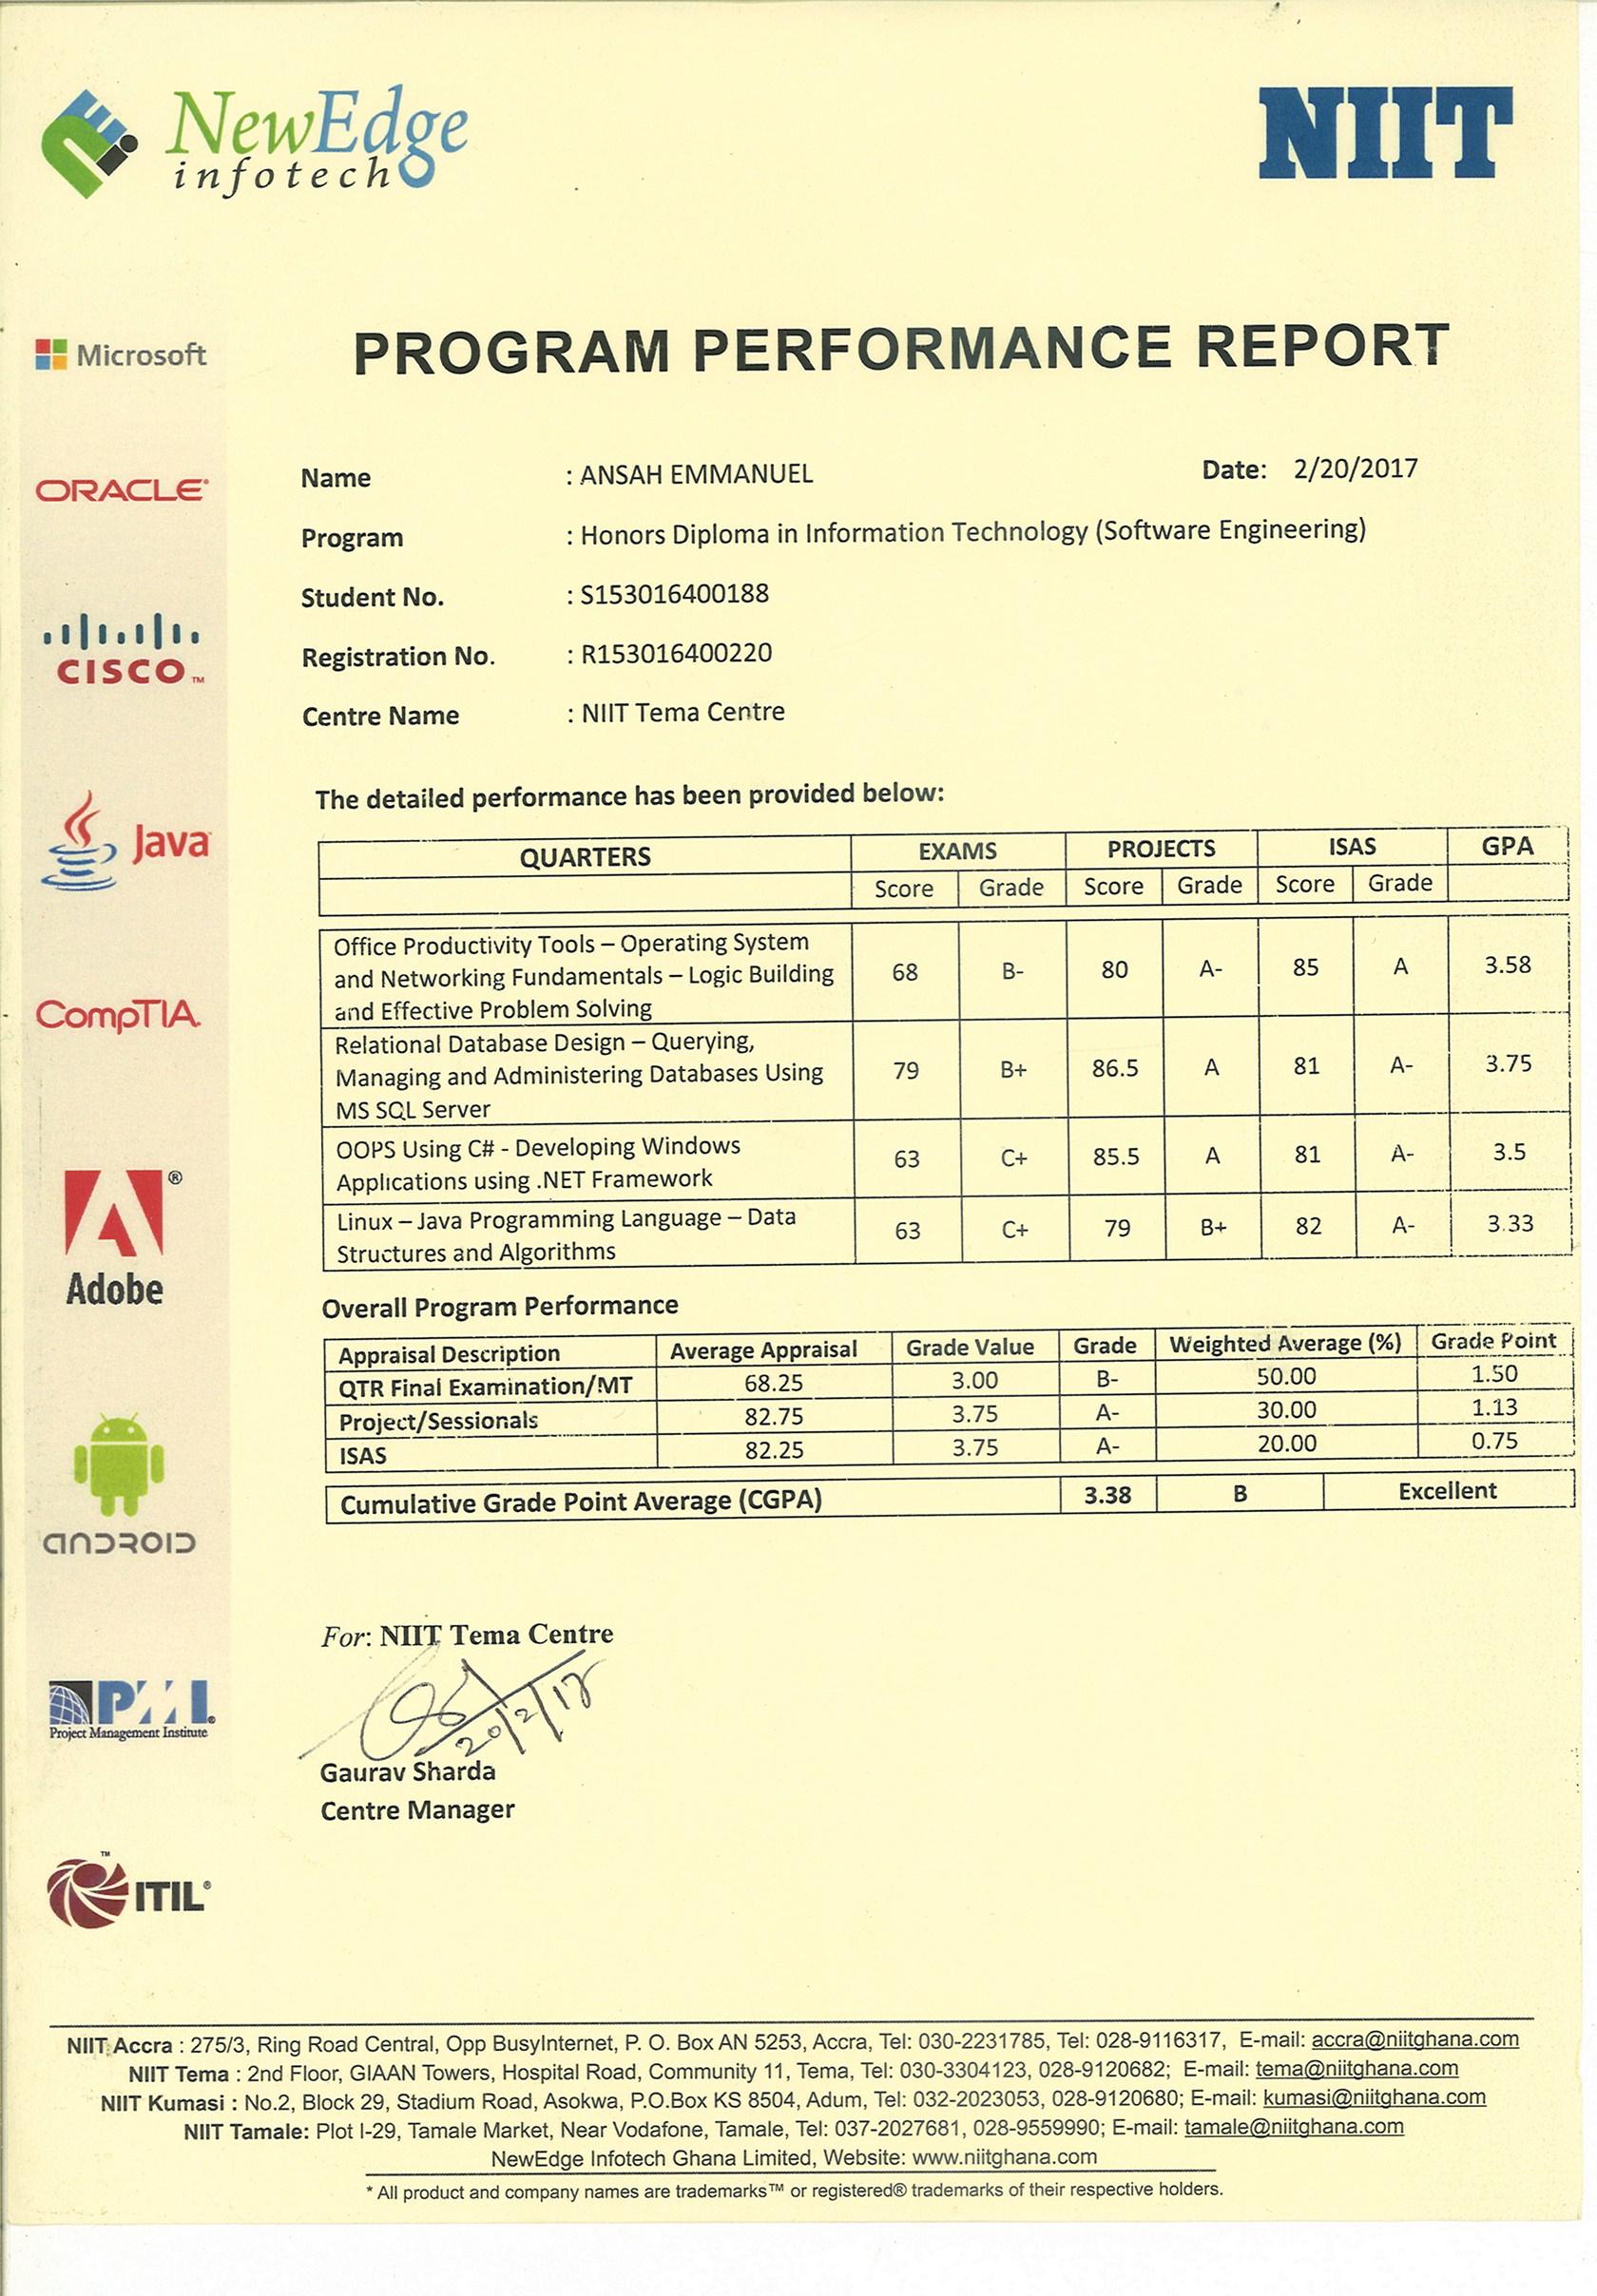 NewEdge
infotech
NIIT
Microsoft
ORACLE
CISCO™
Java
CompTIA
Adobe
ANDROID
PMI
Project Management Institute
ITIL®
PROGRAM PERFORMANCE REPORT
Name : ANSAH EMMANUEL Date: 2/20/2017
Program : Honors Diploma in Information Technology (Software Engineering)
Student No. : S153016400188
Registration No. : R153016400220
Centre Name : NIIT Tema Centre
The detailed performance has been provided below:
QUARTERS EXAMS PROJECTS ISAS GPA
Score Grade Score Grade Score Grade
Office Productivity Tools – Operating System
and Networking Fundamentals – Logic Building
and Effective Problem Solving
68 B- 80 A- 85 A 3.58
Relational Database Design – Querying,
Managing and Administering Databases Using
MS SQL Server
79 B+ 86.5 A 81 A- 3.75
OOPS Using C# - Developing Windows
Applications using .NET Framework
63 C+ 85.5 A 81 A- 3.5
Linux – Java Programming Language – Data
Structures and Algorithms
63 C+ 79 B+ 82 A- 3.33
Overall Program Performance
Appraisal Description Average Appraisal Grade Value Grade Weighted Average (%) Grade Point
QTR Final Examination/MT 68.25 3.00 B- 50.00 1.50
Project/Sessionals 82.75 3.75 A- 30.00 1.13
ISAS 82.25 3.75 A- 20.00 0.75
Cumulative Grade Point Average (CGPA) 3.38 B Excellent
For: NIIT Tema Centre
Gaurav Sharda
Centre Manager
NIIT Accra : 275/3, Ring Road Central, Opp BusyInternet, P. O. Box AN 5253, Accra, Tel: 030-2231785, Tel: 028-9116317, E-mail: accra@niitghana.com
NIIT Tema : 2nd Floor, GIAAN Towers, Hospital Road, Community 11, Tema, Tel: 030-3304123, 028-9120682; E-mail: tema@niitghana.com
NIIT Kumasi : No.2, Block 29, Stadium Road, Asokwa, P.O.Box KS 8504, Adum, Tel: 032-2023053, 028-9120680; E-mail: kumasi@niitghana.com
NIIT Tamale: Plot I-29, Tamale Market, Near Vodafone, Tamale, Tel: 037-2027681, 028-9559990; E-mail: tamale@niitghana.com
NewEdge Infotech Ghana Limited, Website: www.niitghana.com
* All product and company names are trademarks™ or registered® trademarks of their respective holders.